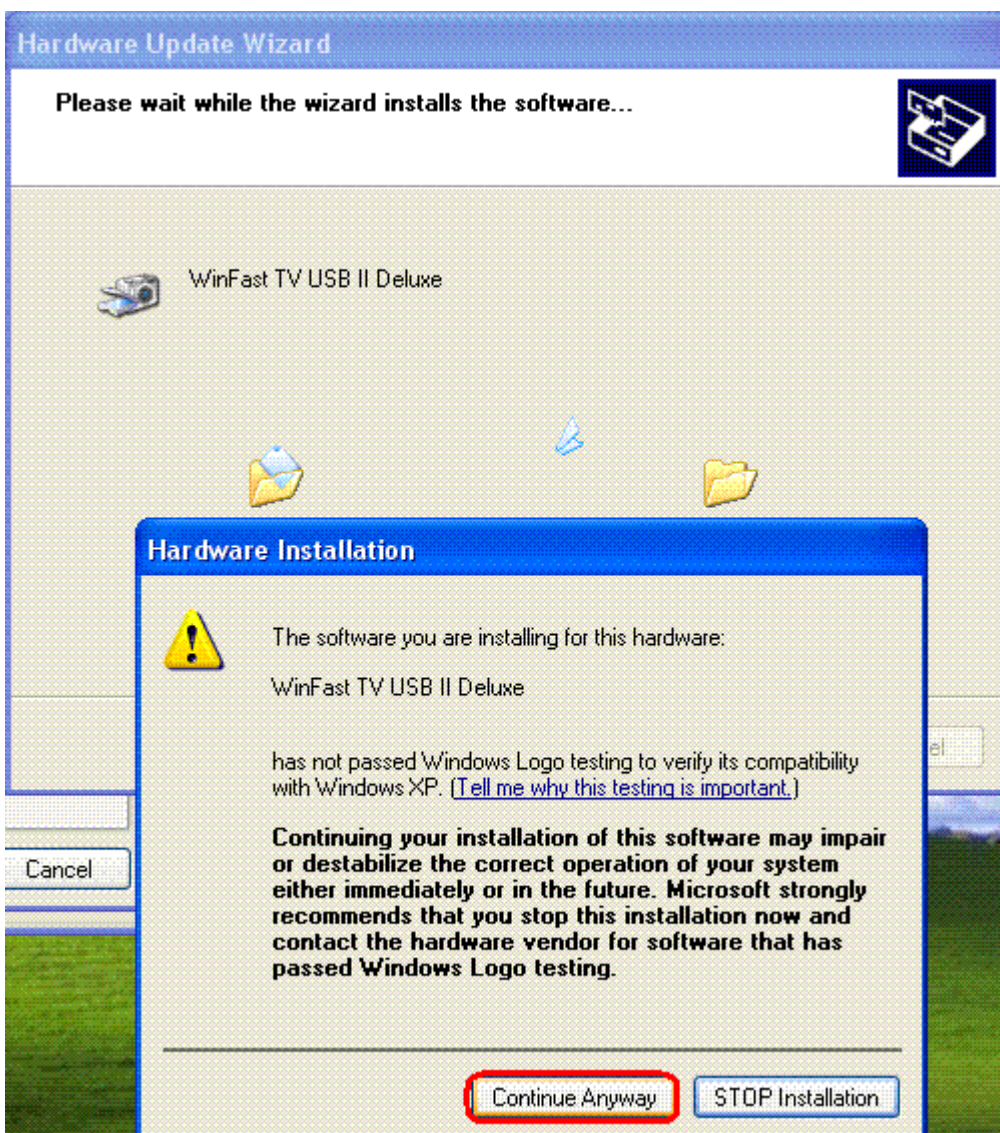 Hardware Update Wizard
Please wait while the wizard installs the software...
WinFast TV USB II Deluxe
Hardware Installation
The software you are installing for this hardware:
WinFast TV USB II Deluxe
has not passed Windows Logo testing to verify its compatibility
with Windows XP. (Tell me why this testing is important.)
Continuing your installation of this software may impair
or destabilize the correct operation of your system
either immediately or in the future. Microsoft strongly
recommends that you stop this installation now and
contact the hardware vendor for software that has
passed Windows Logo testing.
el
Cancel
Continue Anyway
STOP Installation